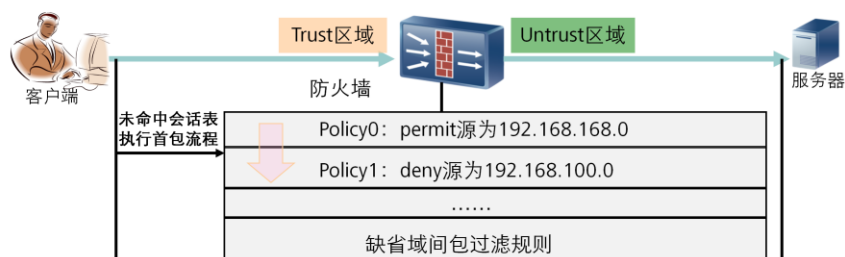 Trust区域
Untrust区域
客户端
防火墙
服务器
未命中会话表
执行首包流程
Policy0：permit源为192.168.168.0
Policy1：deny源为192.168.100.0
……
缺省域间包过滤规则